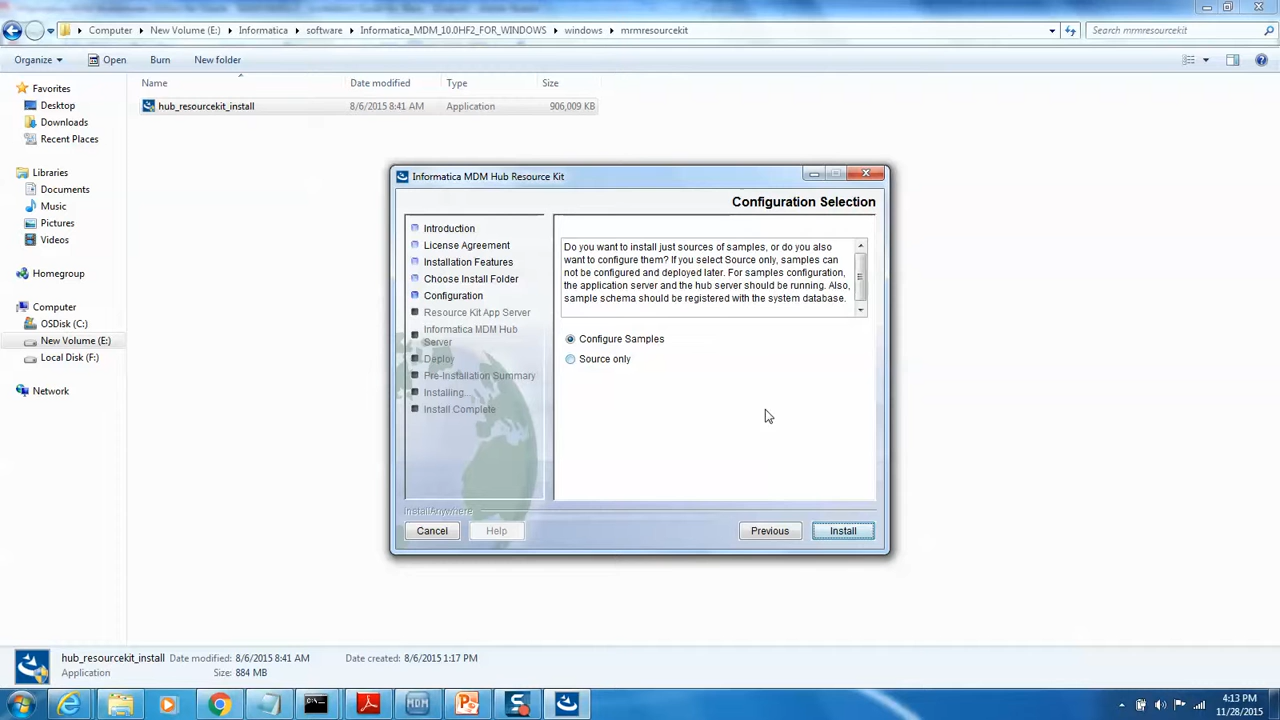 Computer ▸ New Volume (E:) ▸ Informatica ▸ software ▸ Informatica_MDM_10.0HF2_FOR_WINDOWS ▸ windows ▸ mrmresourcekit
Search mrmresourcekit
Organize Open Burn New folder
Name Date modified Type Size
hub_resourcekit_install 8/6/2015 8:41 AM Application 906,009 KB
Favorites
Desktop
Downloads
Recent Places
Libraries
Documents
Music
Pictures
Videos
Homegroup
Computer
OSDisk (C:)
New Volume (E:)
Local Disk (F:)
Network
Informatica MDM Hub Resource Kit
Configuration Selection
Introduction
License Agreement
Installation Features
Choose Install Folder
Configuration
Resource Kit App Server
Informatica MDM Hub
Server
Deploy
Pre-Installation Summary
Installing...
Install Complete
Do you want to install just sources of samples, or do you also
want to configure them? If you select Source only, samples can
not be configured and deployed later. For samples configuration,
the application server and the hub server should be running. Also,
sample schema should be registered with the system database.
Configure Samples
Source only
InstallAnywhere
Cancel Help Previous Install
hub_resourcekit_install Date modified: 8/6/2015 8:41 AM Date created: 8/6/2015 1:17 PM
Application Size: 884 MB
MDM
4:13 PM
11/28/2015